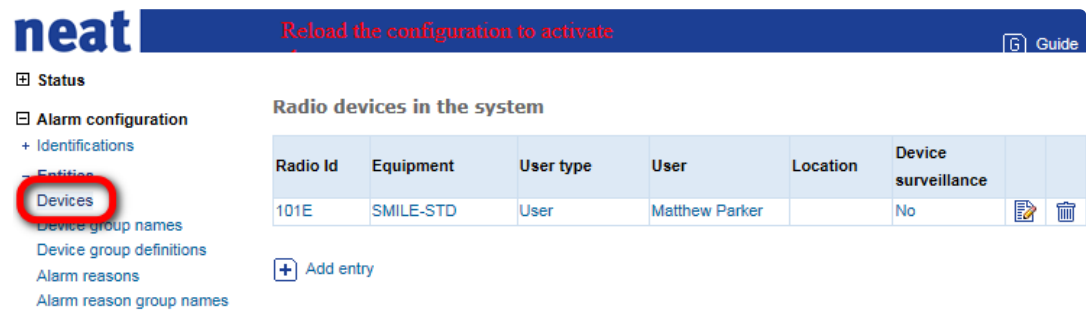 neat
Reload the configuration to activate
G Guide
Status
Alarm configuration
+ Identifications
- Entities
Devices
Device group names
Device group definitions
Alarm reasons
Alarm reason group names
Radio devices in the system
Radio Id Equipment User type User Location Device surveillance
101E SMILE-STD User Matthew Parker No
Add entry